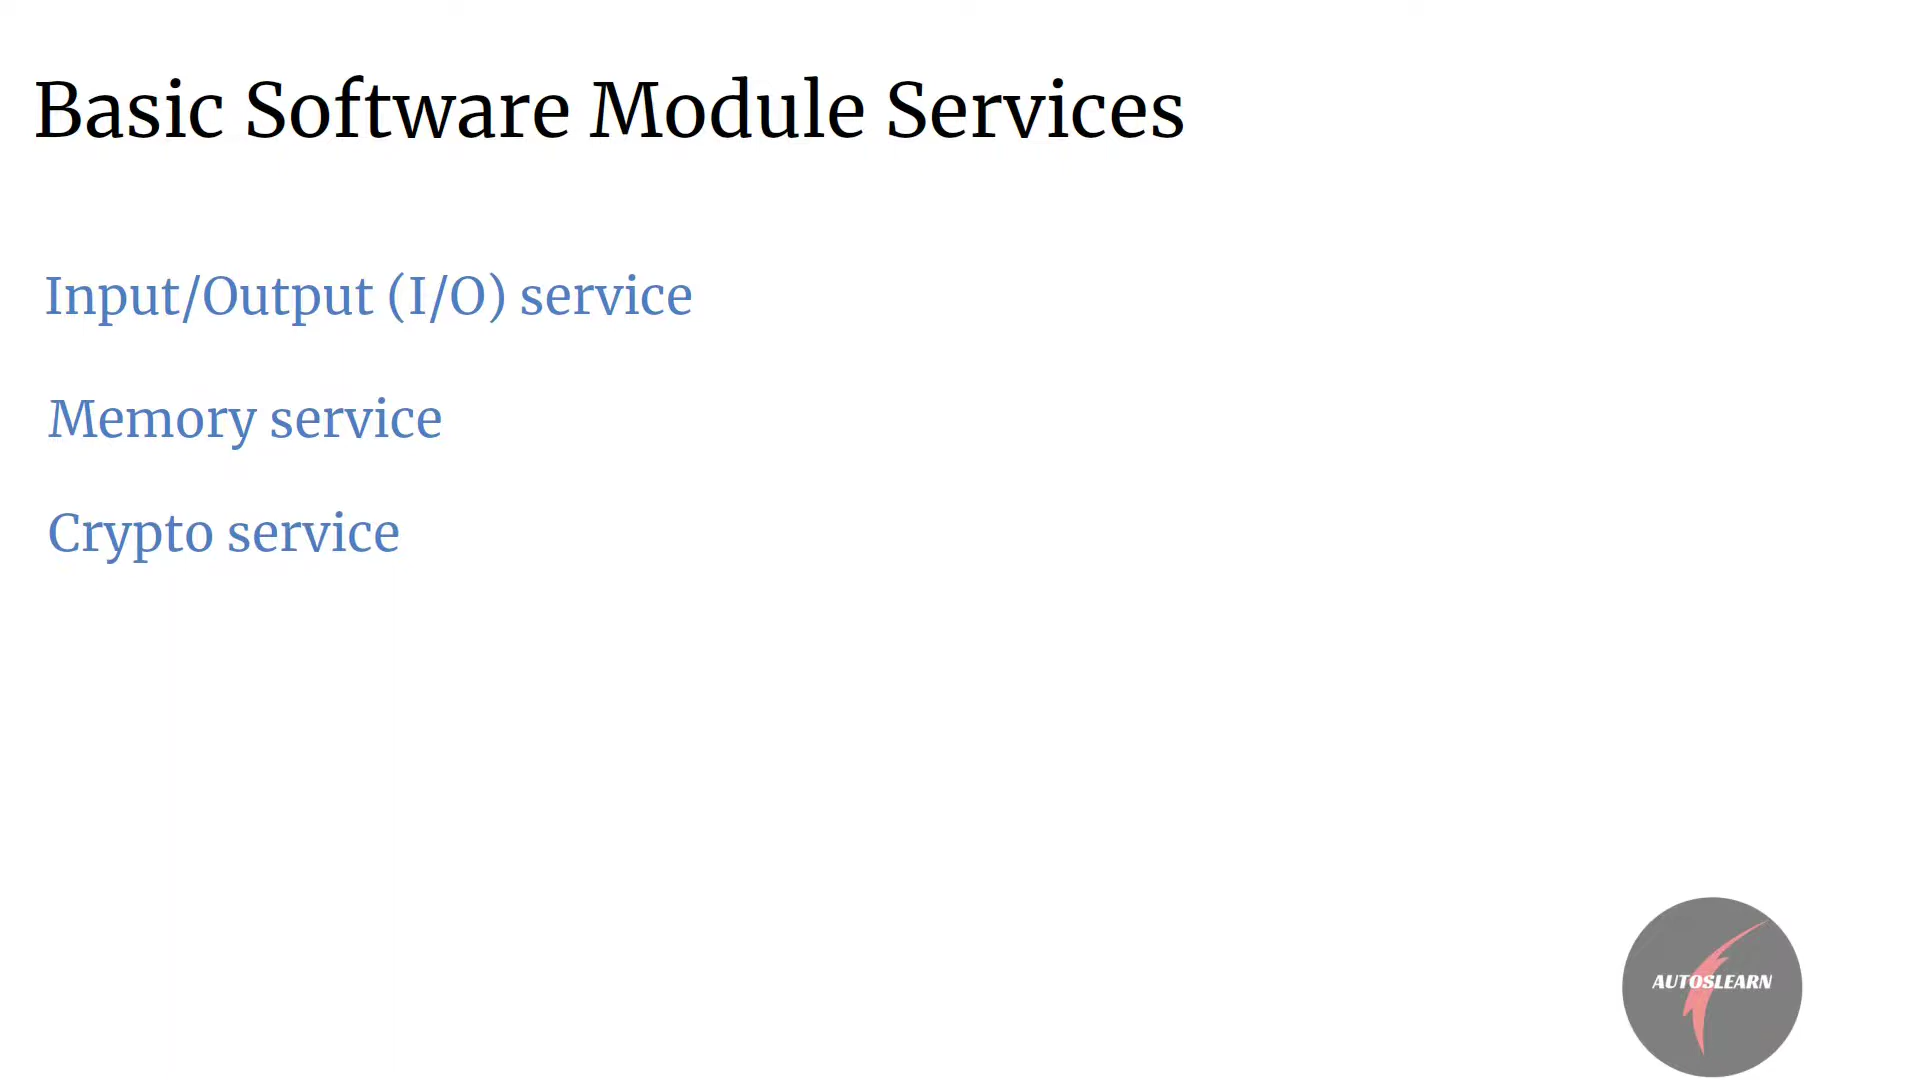 Basic Software Module Services
Input/Output (I/O) service
Memory service
Crypto service
AUTOSLEARN